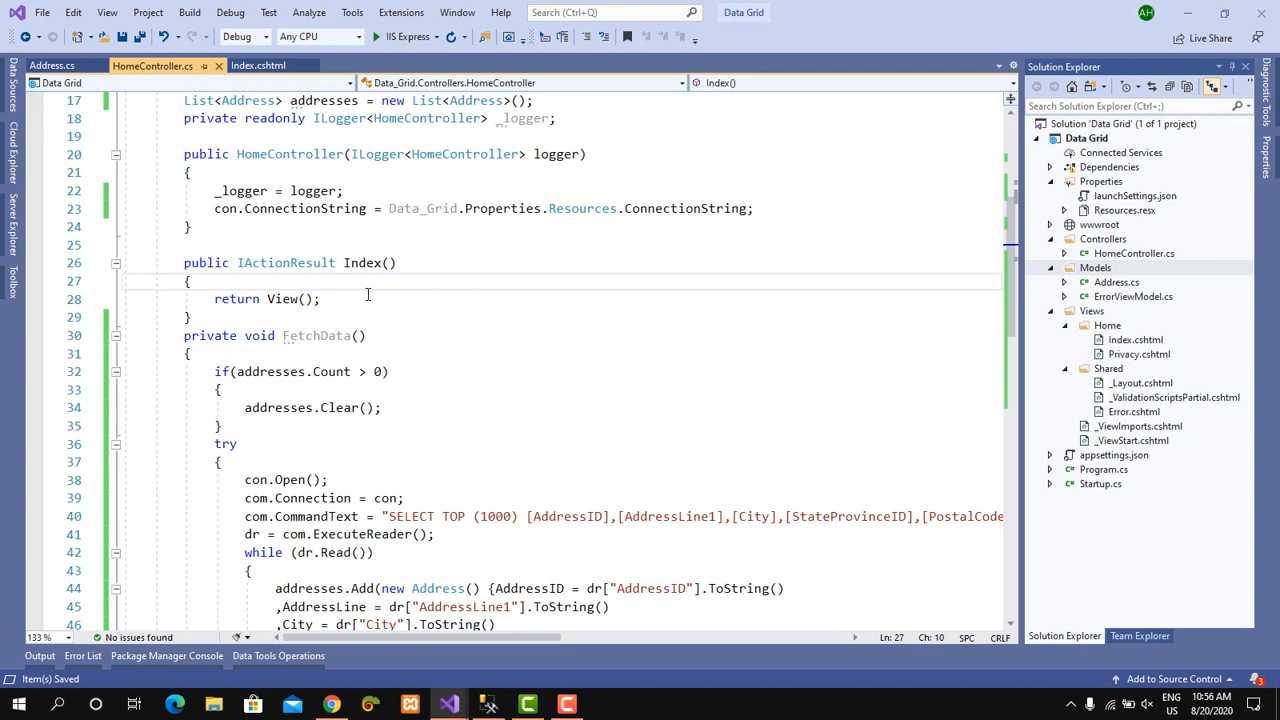 File Edit View Project Build Debug Test Analyze Tools Extensions Window Help Search (Ctrl+Q) Data Grid AH
Debug Any CPU IIS Express Live Share
Address.cs HomeController.cs Index.cshtml
Data Grid Data_Grid.Controllers.HomeController Index()
Data Sources
Cloud Explorer
Server Explorer
17 List<Address> addresses = new List<Address>();
18 private readonly ILogger<HomeController> _logger;
19
20 public HomeController(ILogger<HomeController> logger)
21 {
22 _logger = logger;
23 con.ConnectionString = Data_Grid.Properties.Resources.ConnectionString;
24 }
25
26 public IActionResult Index()
27 {
28 return View();
29 }
30 private void FetchData()
31 {
32 if(addresses.Count > 0)
33 {
34 addresses.Clear();
35 }
36 try
37 {
38 con.Open();
39 com.Connection = con;
40 com.CommandText = "SELECT TOP (1000) [AddressID],[AddressLine1],[City],[StateProvinceID],[PostalCode
41 dr = com.ExecuteReader();
42 while (dr.Read())
43 {
44 addresses.Add(new Address() {AddressID = dr["AddressID"].ToString()
45 ,AddressLine = dr["AddressLine1"].ToString()
46 ,City = dr["City"].ToString()
133 % No issues found Ln: 27 Ch: 10 SPC CRLF
Solution Explorer
Search Solution Explorer (Ctrl+;)
Solution 'Data Grid' (1 of 1 project)
Data Grid
Connected Services
Dependencies
Properties
launchSettings.json
Resources.resx
wwwroot
Controllers
HomeController.cs
Models
Address.cs
ErrorViewModel.cs
Views
Home
Index.cshtml
Privacy.cshtml
Shared
_Layout.cshtml
_ValidationScriptsPartial.cshtml
Error.cshtml
_ViewImports.cshtml
_ViewStart.cshtml
appsettings.json
Program.cs
Startup.cs
Solution Explorer Team Explorer
Diagnostic Tools
Properties
Output Error List Package Manager Console Data Tools Operations
Item(s) Saved Add to Source Control 3
ENG 10:56 AM
US 8/20/2020